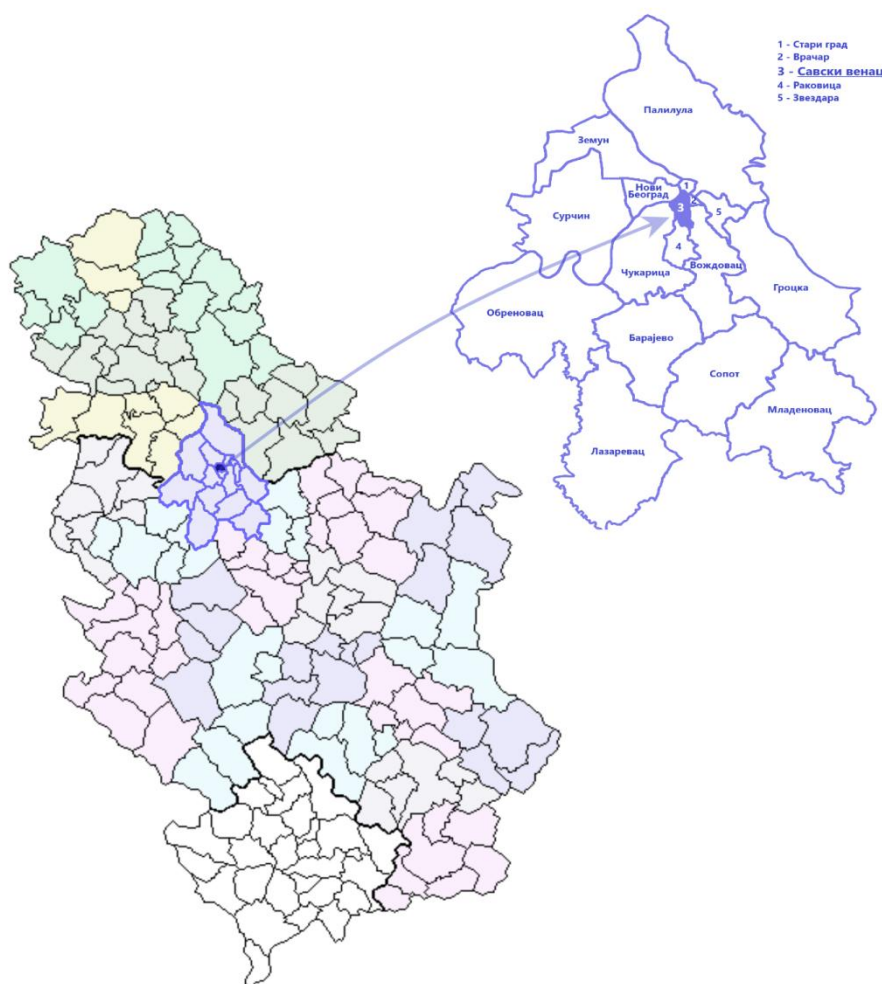 1 - Стари град
2 - Врачар
3 - Савски венац
4 - Раковица
5 - Звездара
Палилула
Земун
Нови
Београд
1
2
3
5
Сурчин
4
Чукарица
Вождовац
Гроцка
Обреновац
Барајево
Сопот
Младеновац
Лазаревац